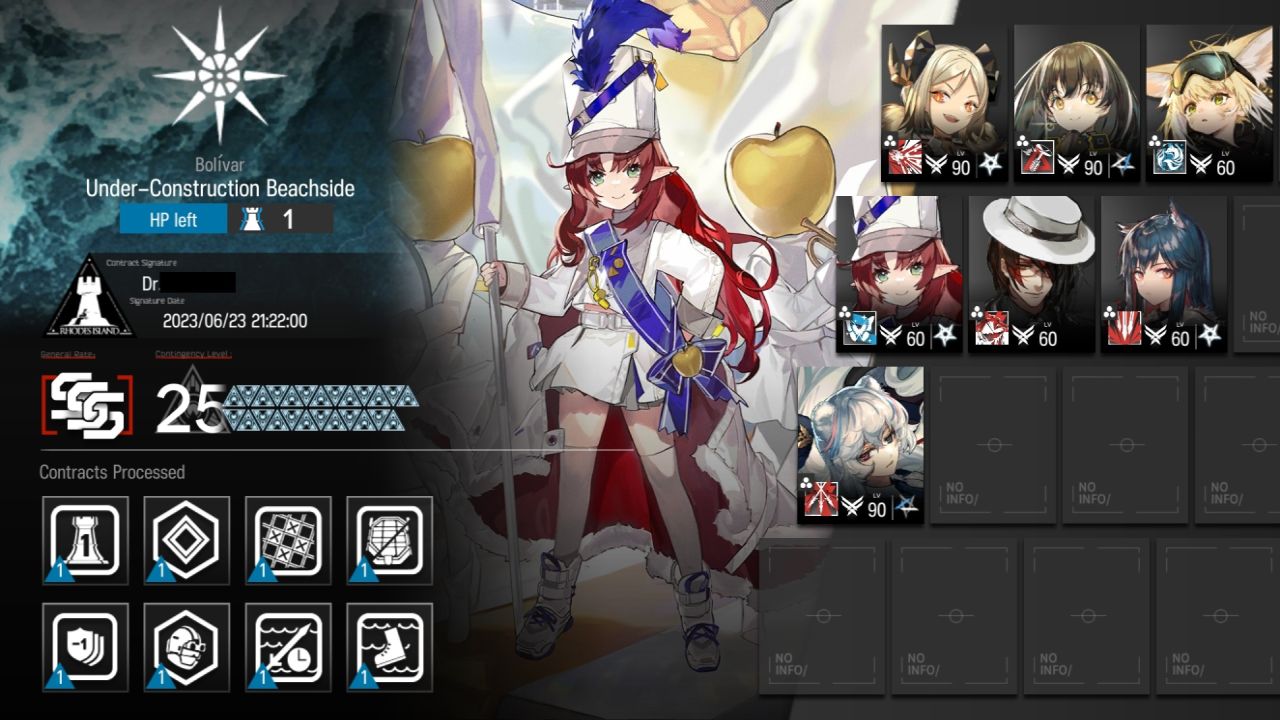 Bolívar
Under-Construction Beachside
HP left 1
Contract Signature
Dr.
Signature Date
2023/06/23 21:22:00
RHODES ISLAND
General Rate:
Contingency Level:
SSS
25
Contracts Processed
1
1 1 1 1
-1
1 1 1 1
LV 90
LV 90
LV 60
LV 60
LV 60
LV 60
NO INFO/
LV 90
NO
INFO/
NO
INFO/
NO
INFO/
NO
INFO/
NO
INFO/
NO
INFO/
NO
INFO/